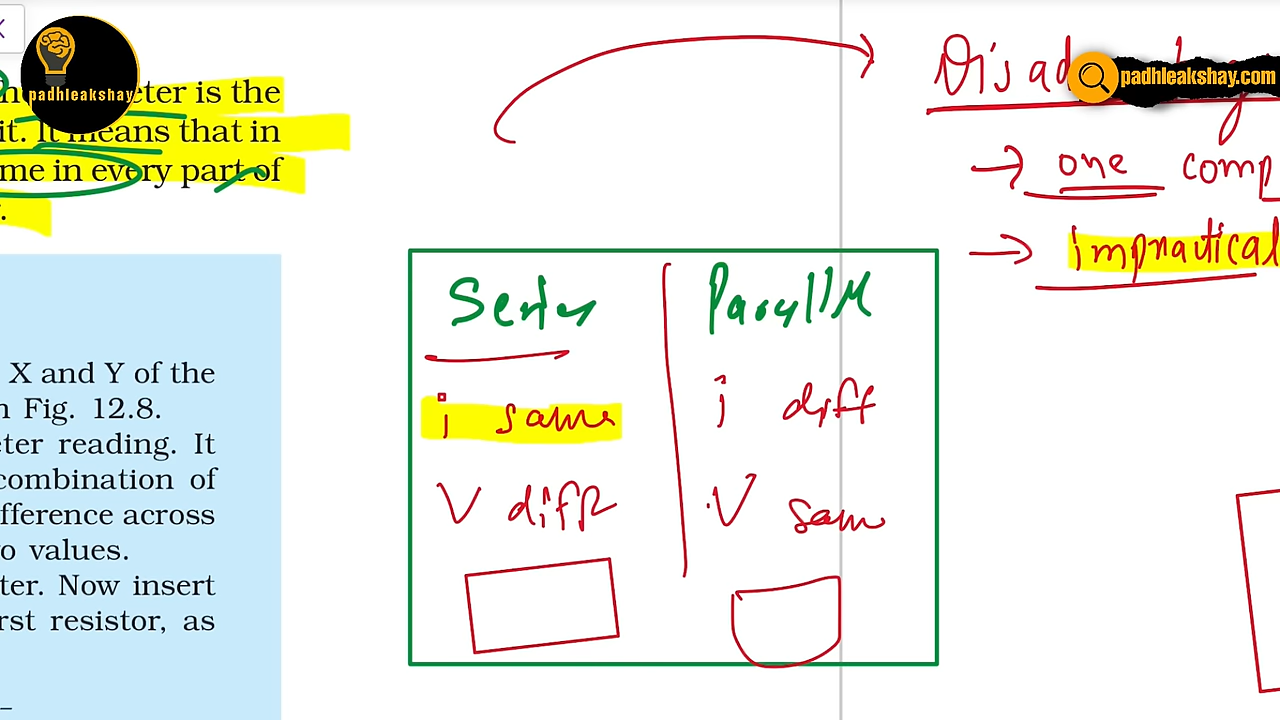 padhleakshay
eter is the
it. It means that in
me in every part of
Disad
padhleakshay.com
→ one comp
→ impractical
Series
Parallel
i same
i diff
V diff
V same
X and Y of the
Fig. 12.8.
eter reading. It
combination of
fference across
o values.
ter. Now insert
rst resistor, as